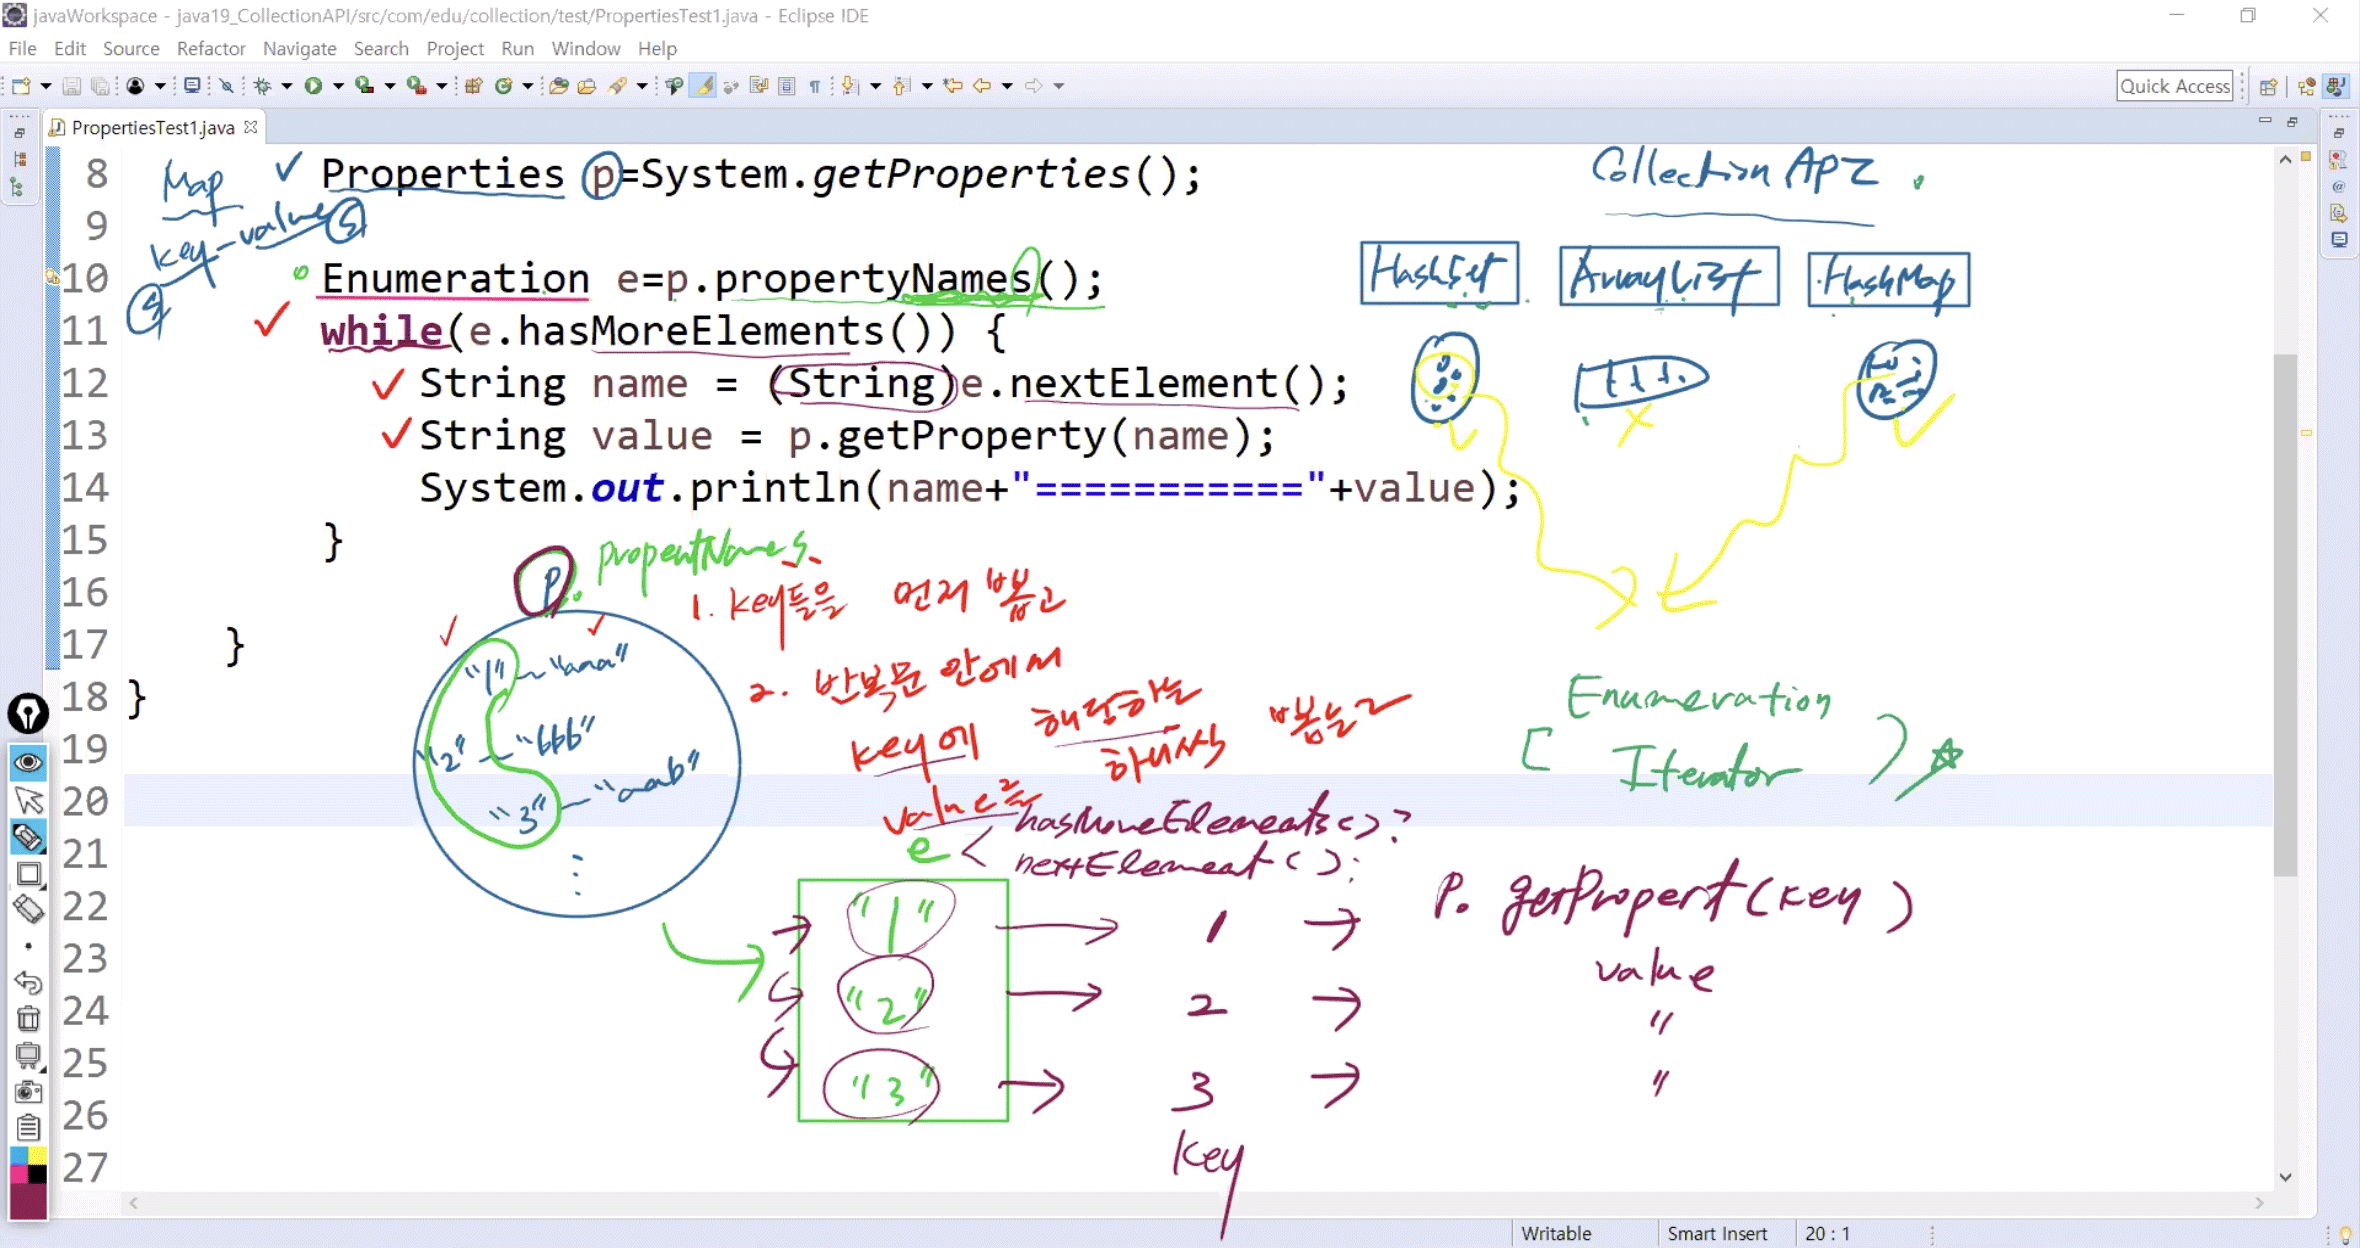 javaWorkspace - java19_CollectionAPI/src/com/edu/collection/test/PropertiesTest1.java - Eclipse IDE
File Edit Source Refactor Navigate Search Project Run Window Help
Quick Access
PropertiesTest1.java
8 Properties p=System.getProperties();
9
10 Enumeration e=p.propertyNames();
11 while(e.hasMoreElements()) {
12 String name = (String)e.nextElement();
13 String value = p.getProperty(name);
14 System.out.println(name+"==========="+value);
15 }
16
17 }
18 }
19
20
21
22
23
24
25
26
27
Map
key-value S
S
Collection API
HashSet ArrayList HashMap
P. propertNames
1. key들을 먼저 뽑고
2. 반복문 안에서
key에 해당하는
value를 하나씩 뽑는다
"1" - "aaa"
"2" - "bbb"
"3" - "aab"
Enumeration
Iterator
e < hasMoreElements()?
nextElement();
"1" → 1 → P. getPropert(key)
value
"2" → 2 → "
"3" → 3 → "
key
Writable Smart Insert 20 : 1